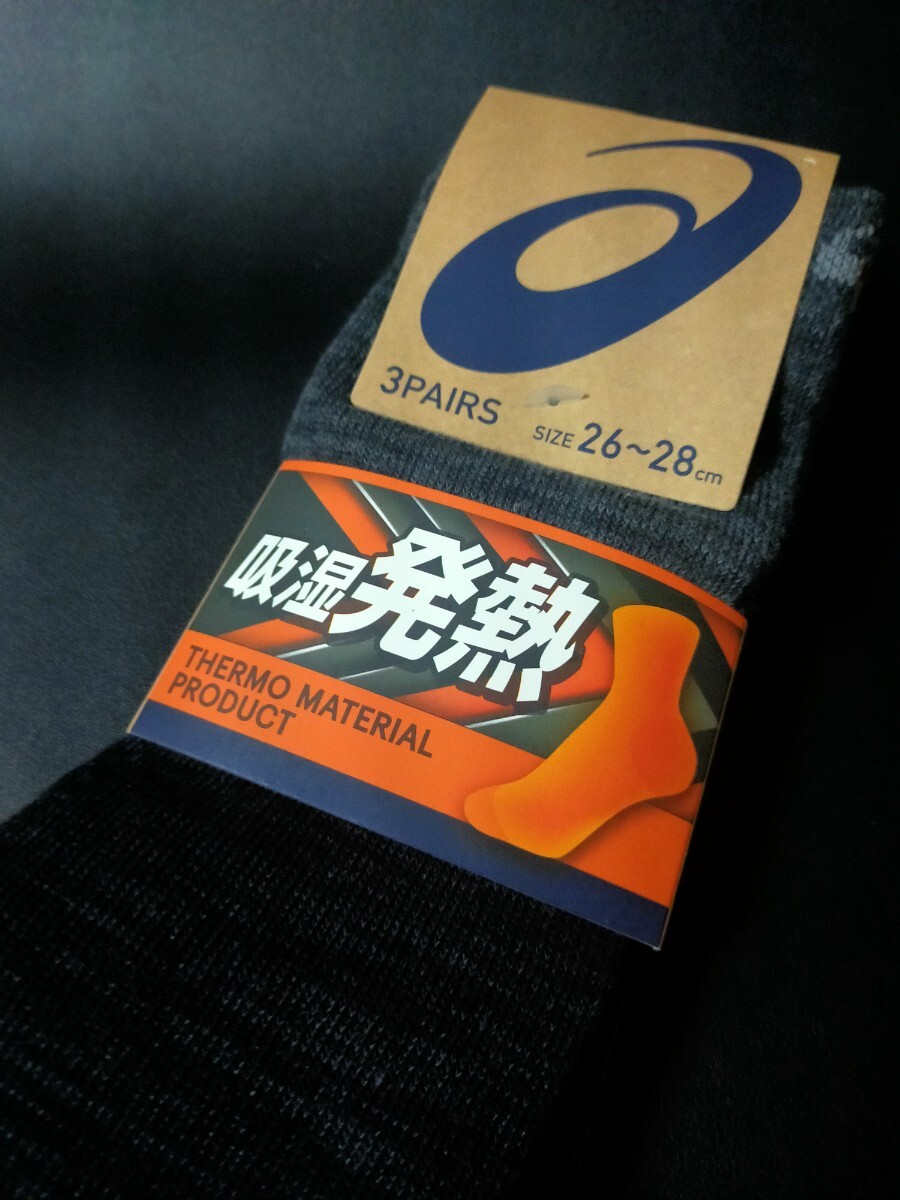 3PAIRS
SIZE 26~28cm
吸湿発熱
THERMO MATERIAL
PRODUCT